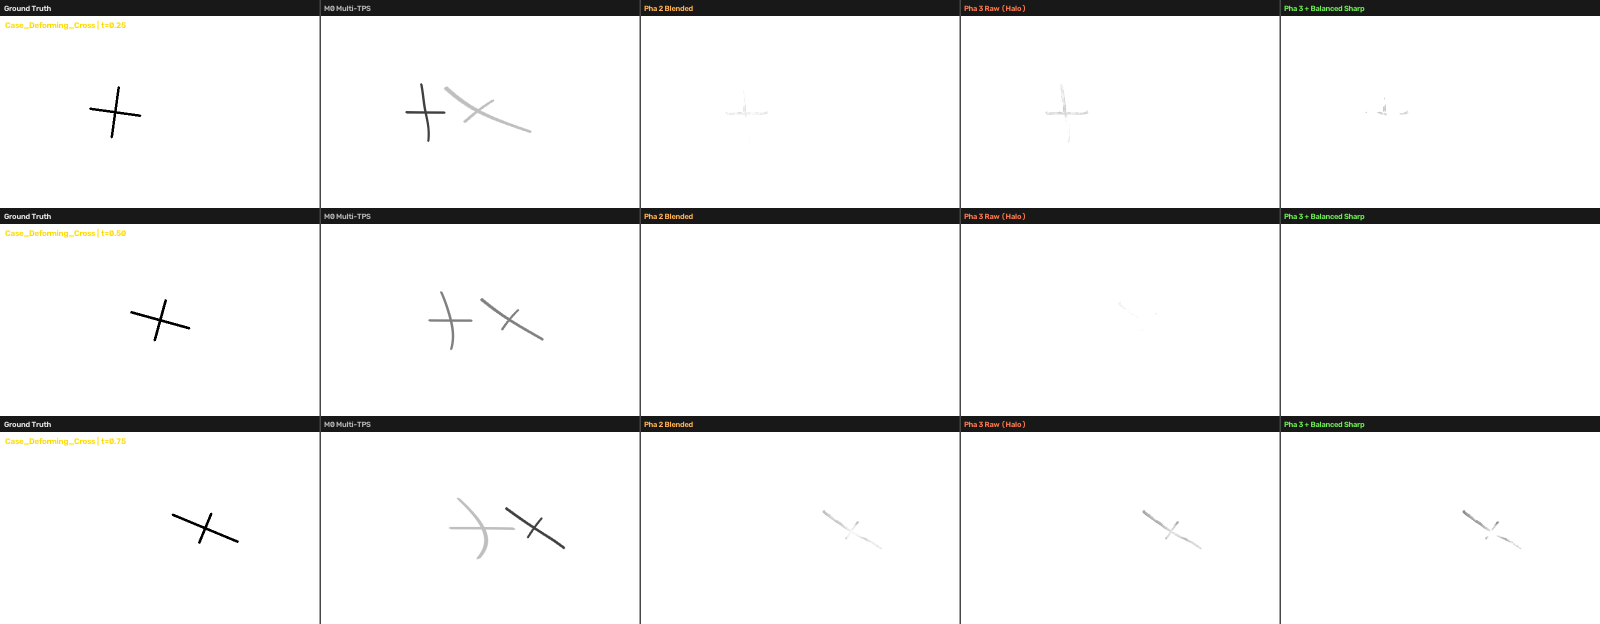 Ground Truth M0 Multi-TPS Pha 2 Blended Pha 3 Raw (Halo) Pha 3 + Balanced Sharp
Case_Deforming_Cross | t=0.25
Ground Truth M0 Multi-TPS Pha 2 Blended Pha 3 Raw (Halo) Pha 3 + Balanced Sharp
Case_Deforming_Cross | t=0.50
Ground Truth M0 Multi-TPS Pha 2 Blended Pha 3 Raw (Halo) Pha 3 + Balanced Sharp
Case_Deforming_Cross | t=0.75